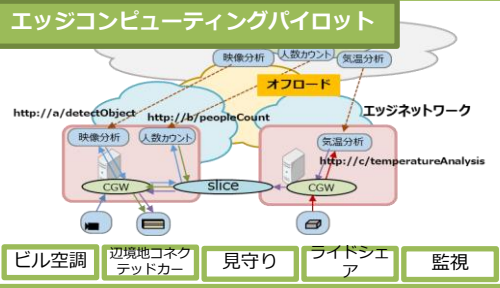 エッジコンピューティングパイロット
映像分析
人数カウント
気温分析
オフロード
http://a/detectObject
http://b/peopleCount
エッジネットワーク
映像分析
人数カウント
気温分析
http://c/temperatureAnalysis
CGW
slice
CGW
ビル空調
辺境地コネク
テッドカー
見守り
ライドシェ
ア
監視